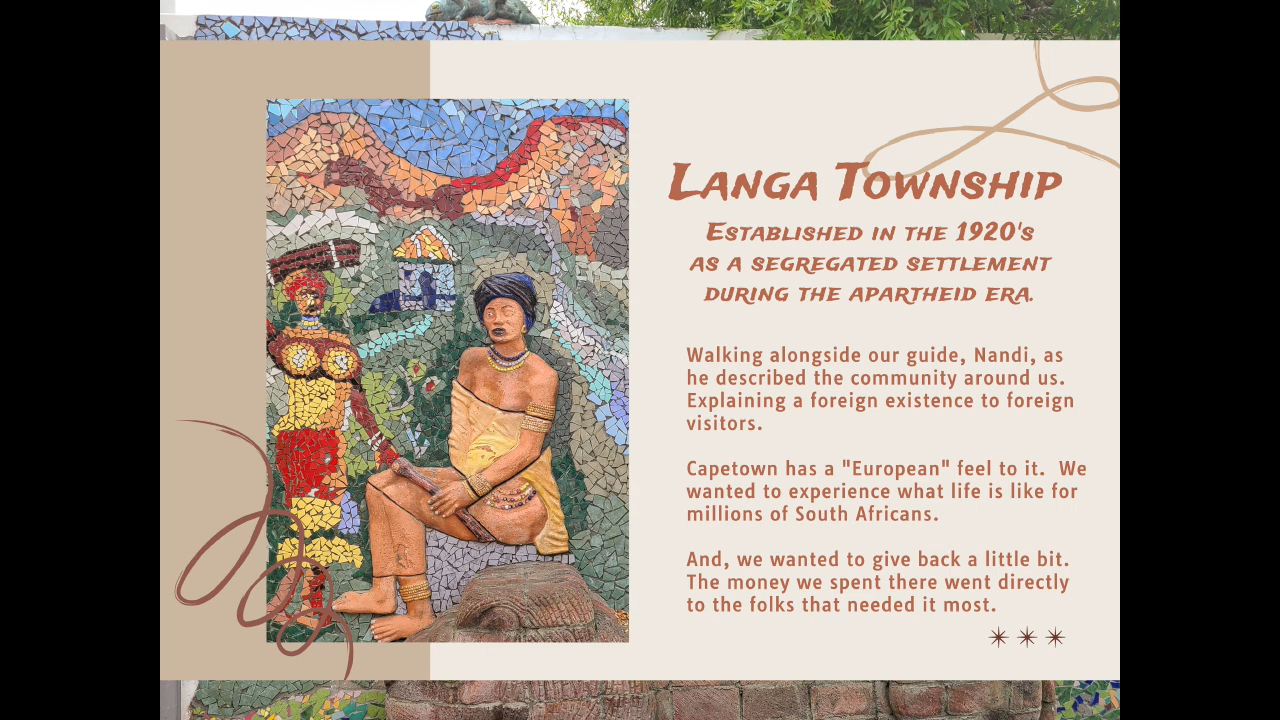 Langa Township
Established in the 1920's
as a segregated settlement
during the apartheid era.
Walking alongside our guide, Nandi, as
he described the community around us.
Explaining a foreign existence to foreign
visitors.
Capetown has a "European" feel to it.  We
wanted to experience what life is like for
millions of South Africans.
And, we wanted to give back a little bit.
The money we spent there went directly
to the folks that needed it most.